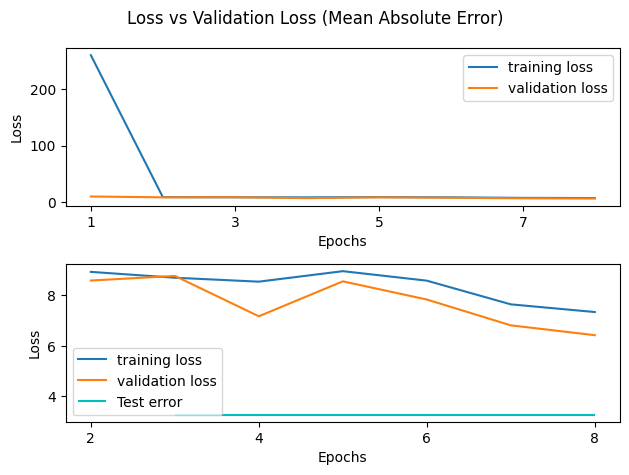 Loss vs Validation Loss (Mean Absolute Error)
training loss
validation loss
Loss
200
100
0
1
3
5
7
Epochs
Loss
8
6
4
training loss
validation loss
Test error
2
4
6
8
Epochs